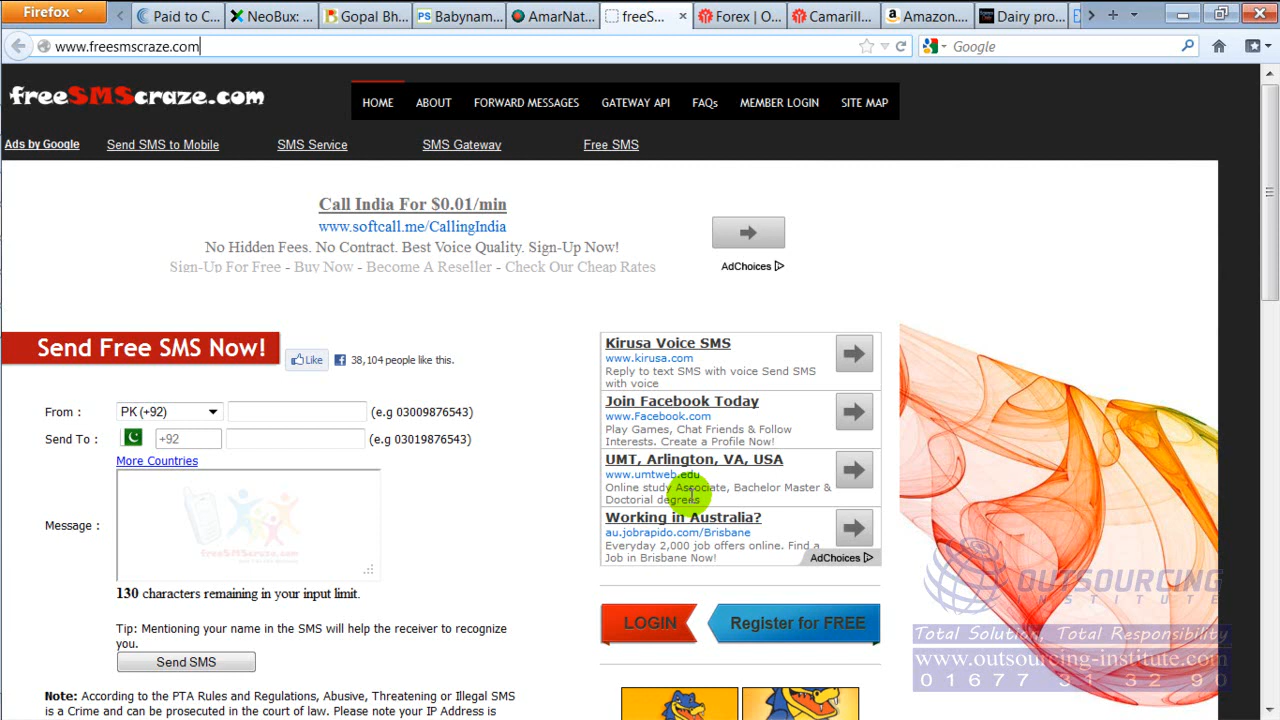 Firefox
Paid to C...
NeoBux: ...
Gopal Bh...
Babynam...
AmarNat...
freeS...
Forex | O...
Camarill...
Amazon...
Dairy pro...
www.freesmscraze.com
Google
freeSMScraze.com
HOME
ABOUT
FORWARD MESSAGES
GATEWAY API
FAQs
MEMBER LOGIN
SITE MAP
Ads by Google
Send SMS to Mobile
SMS Service
SMS Gateway
Free SMS
Call India For $0.01/min
www.softcall.me/CallingIndia
No Hidden Fees. No Contract. Best Voice Quality. Sign-Up Now!
Sign-Up For Free - Buy Now - Become A Reseller - Check Our Cheap Rates
AdChoices
Send Free SMS Now!
Like
38,104 people like this.
From :
PK (+92)
(e.g 03009876543)
Send To :
+92
(e.g 03019876543)
More Countries
Message :
freeSMScraze.com
130 characters remaining in your input limit.
Tip: Mentioning your name in the SMS will help the receiver to recognize
you.
Send SMS
Note: According to the PTA Rules and Regulations, Abusive, Threatening or Illegal SMS
is a Crime and can be prosecuted in the court of law. Please note your IP Address is
Kirusa Voice SMS
www.kirusa.com
Reply to text SMS with voice Send SMS
with voice
Join Facebook Today
www.Facebook.com
Play Games, Chat Friends & Follow
Interests. Create a Profile Now!
UMT, Arlington, VA, USA
www.umtweb.edu
Online study Associate, Bachelor Master &
Doctorial degrees
Working in Australia?
au.jobrapido.com/Brisbane
Everyday 2,000 job offers online. Find a
Job in Brisbane Now!
AdChoices
LOGIN
Register for FREE
OUTSOURCING
INSTITUTE
Total Solution, Total Responsibility
www.outsourcing-institute.com
01677 31 32 90